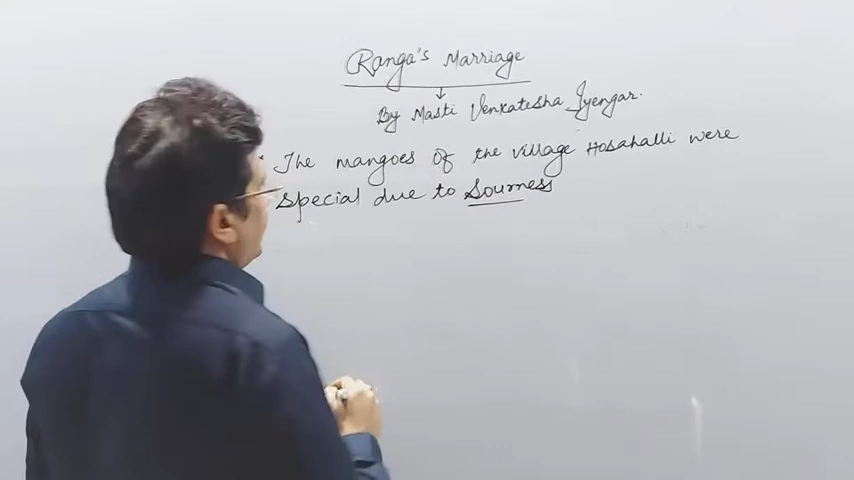 Ranga's Marriage
By Masti Venkatesha Iyengar.
The mangoes of the village Hosahalli were
special due to Sourness